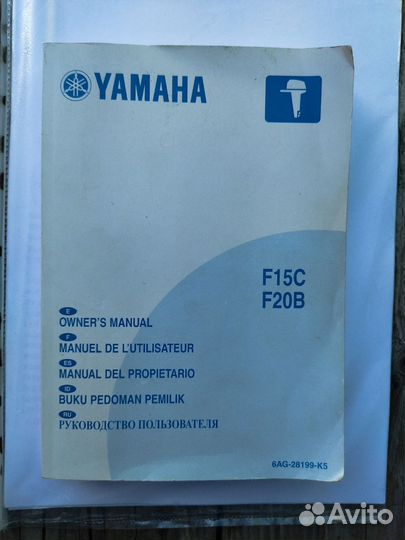 YAMAHA
F15C
F20B
E
OWNER'S MANUAL
F
MANUEL DE L'UTILISATEUR
ES
MANUAL DEL PROPIETARIO
ID
BUKU PEDOMAN PEMILIK
RU
РУКОВОДСТВО ПОЛЬЗОВАТЕЛЯ
6AG-28199-K5
Avito